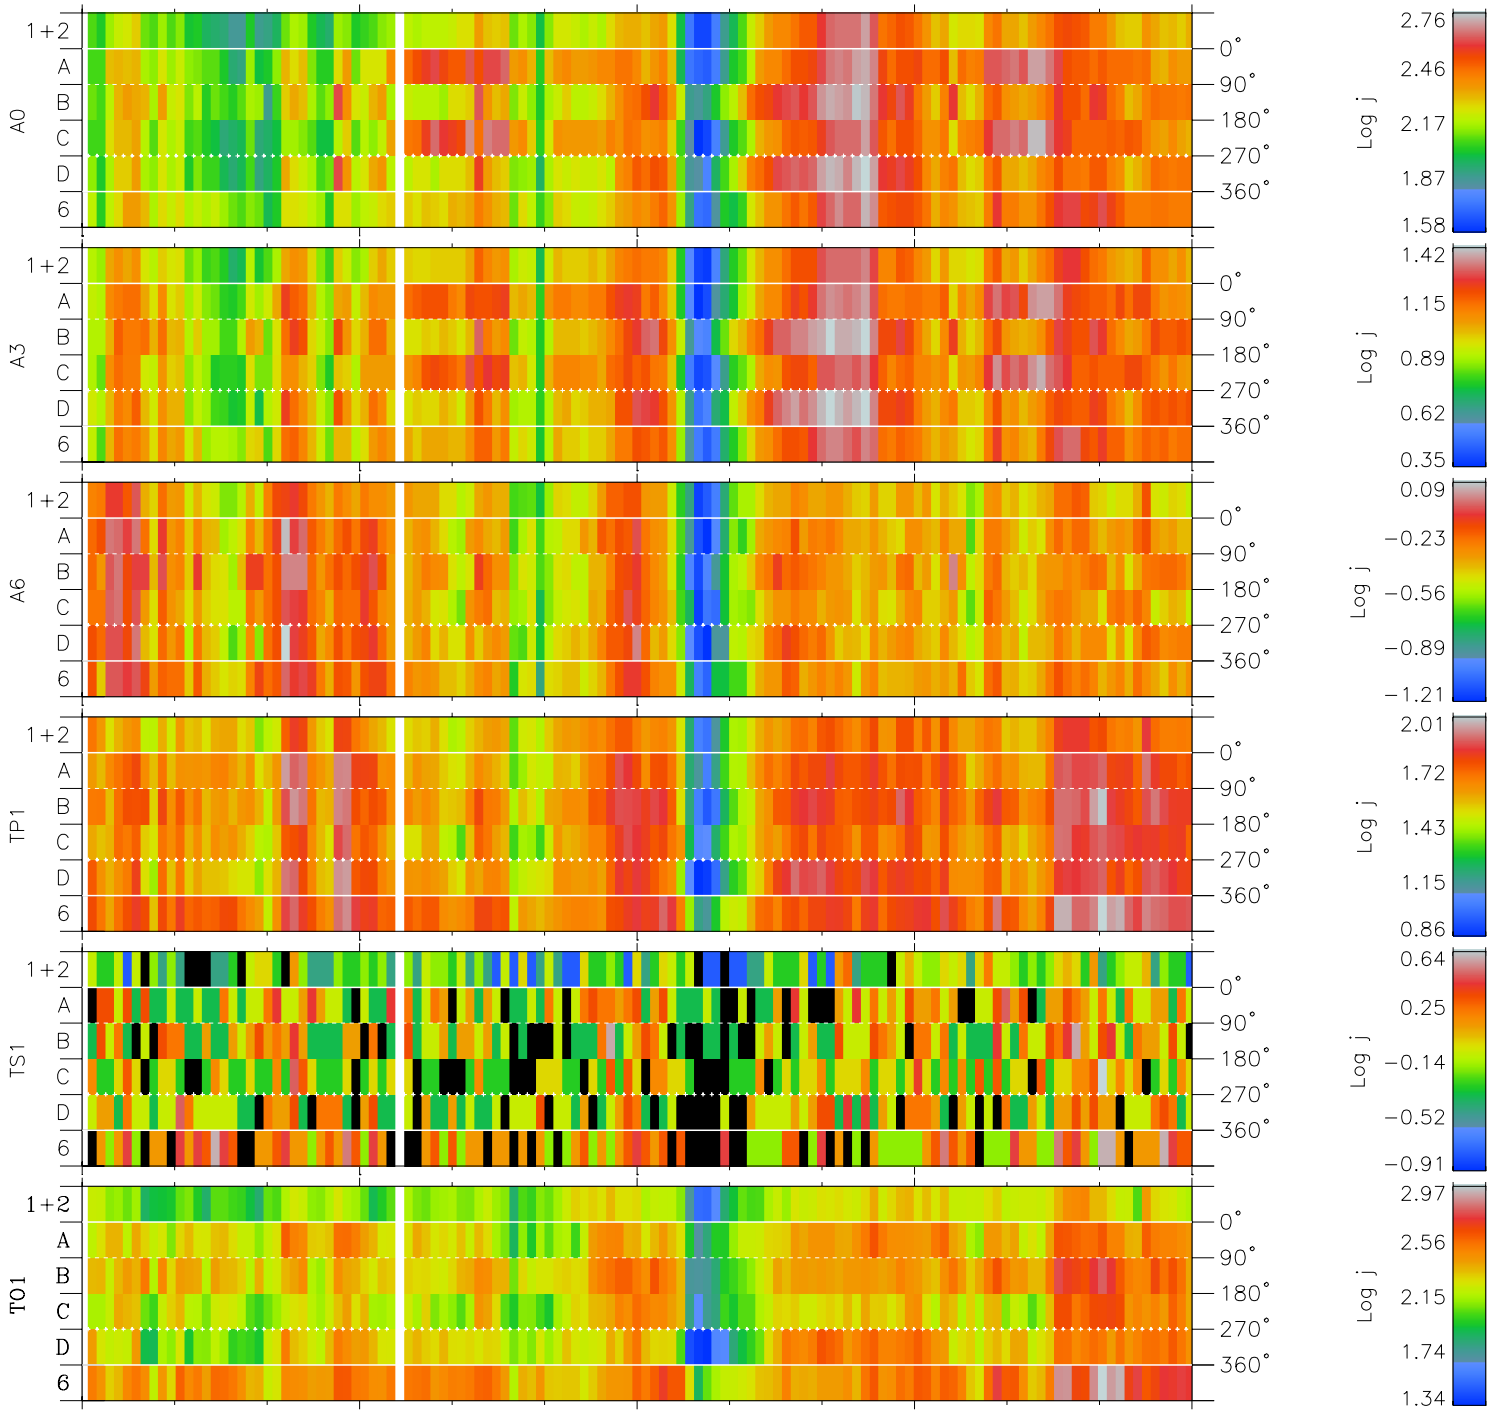 A0
1+2
A
B
C
D
6
0°
90°
180°
270°
360°
Log j
2.76
2.46
2.17
1.87
1.58
A3
1+2
A
B
C
D
6
0°
90°
180°
270°
360°
Log j
1.42
1.15
0.89
0.62
0.35
A6
1+2
A
B
C
D
6
0°
90°
180°
270°
360°
Log j
0.09
−0.23
−0.56
−0.89
−1.21
TP1
1+2
A
B
C
D
6
0°
90°
180°
270°
360°
Log j
2.01
1.72
1.43
1.15
0.86
TS1
1+2
A
B
C
D
6
0°
90°
180°
270°
360°
Log j
0.64
0.25
−0.14
−0.52
−0.91
TO1
1+2
A
B
C
D
6
0°
90°
180°
270°
360°
Log j
2.97
2.56
2.15
1.74
1.34